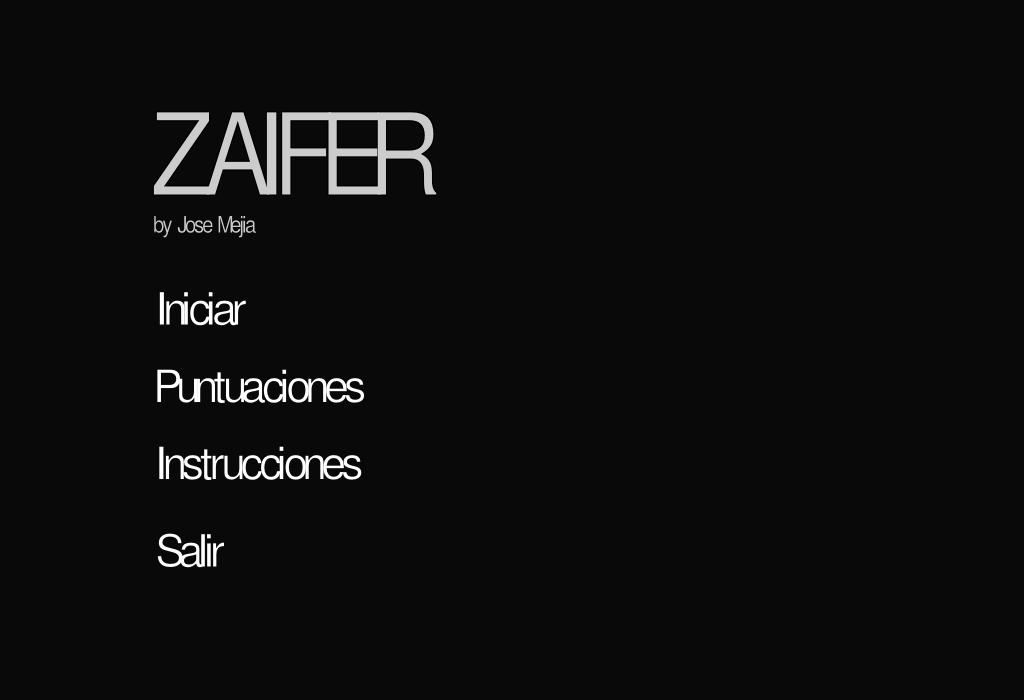 ZAIFER
by Jose Mejia
Iniciar
Puntuaciones
Instrucciones
Salir